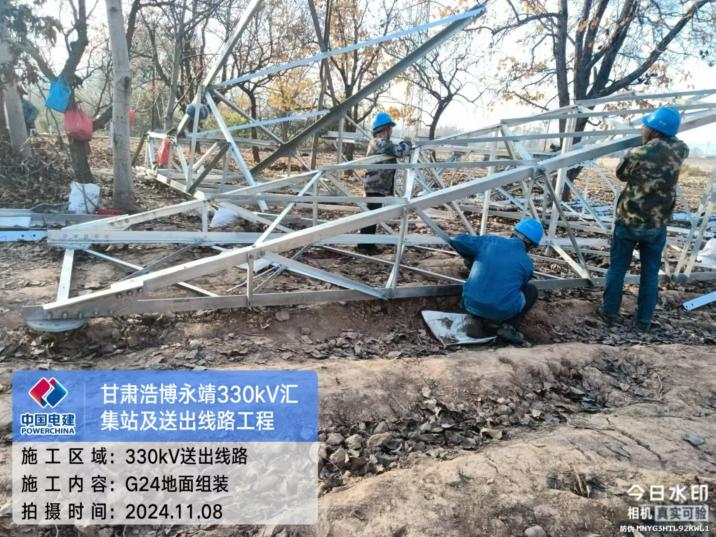 中国电建
POWERCHINA
甘肃浩博永靖330kV汇
集站及送出线路工程
施工区域：330kV送出线路
施工内容：G24地面组装
拍摄时间：2024.11.08
今日水印
相机 真实可验
防伪 MNYG3HTL92KWL1